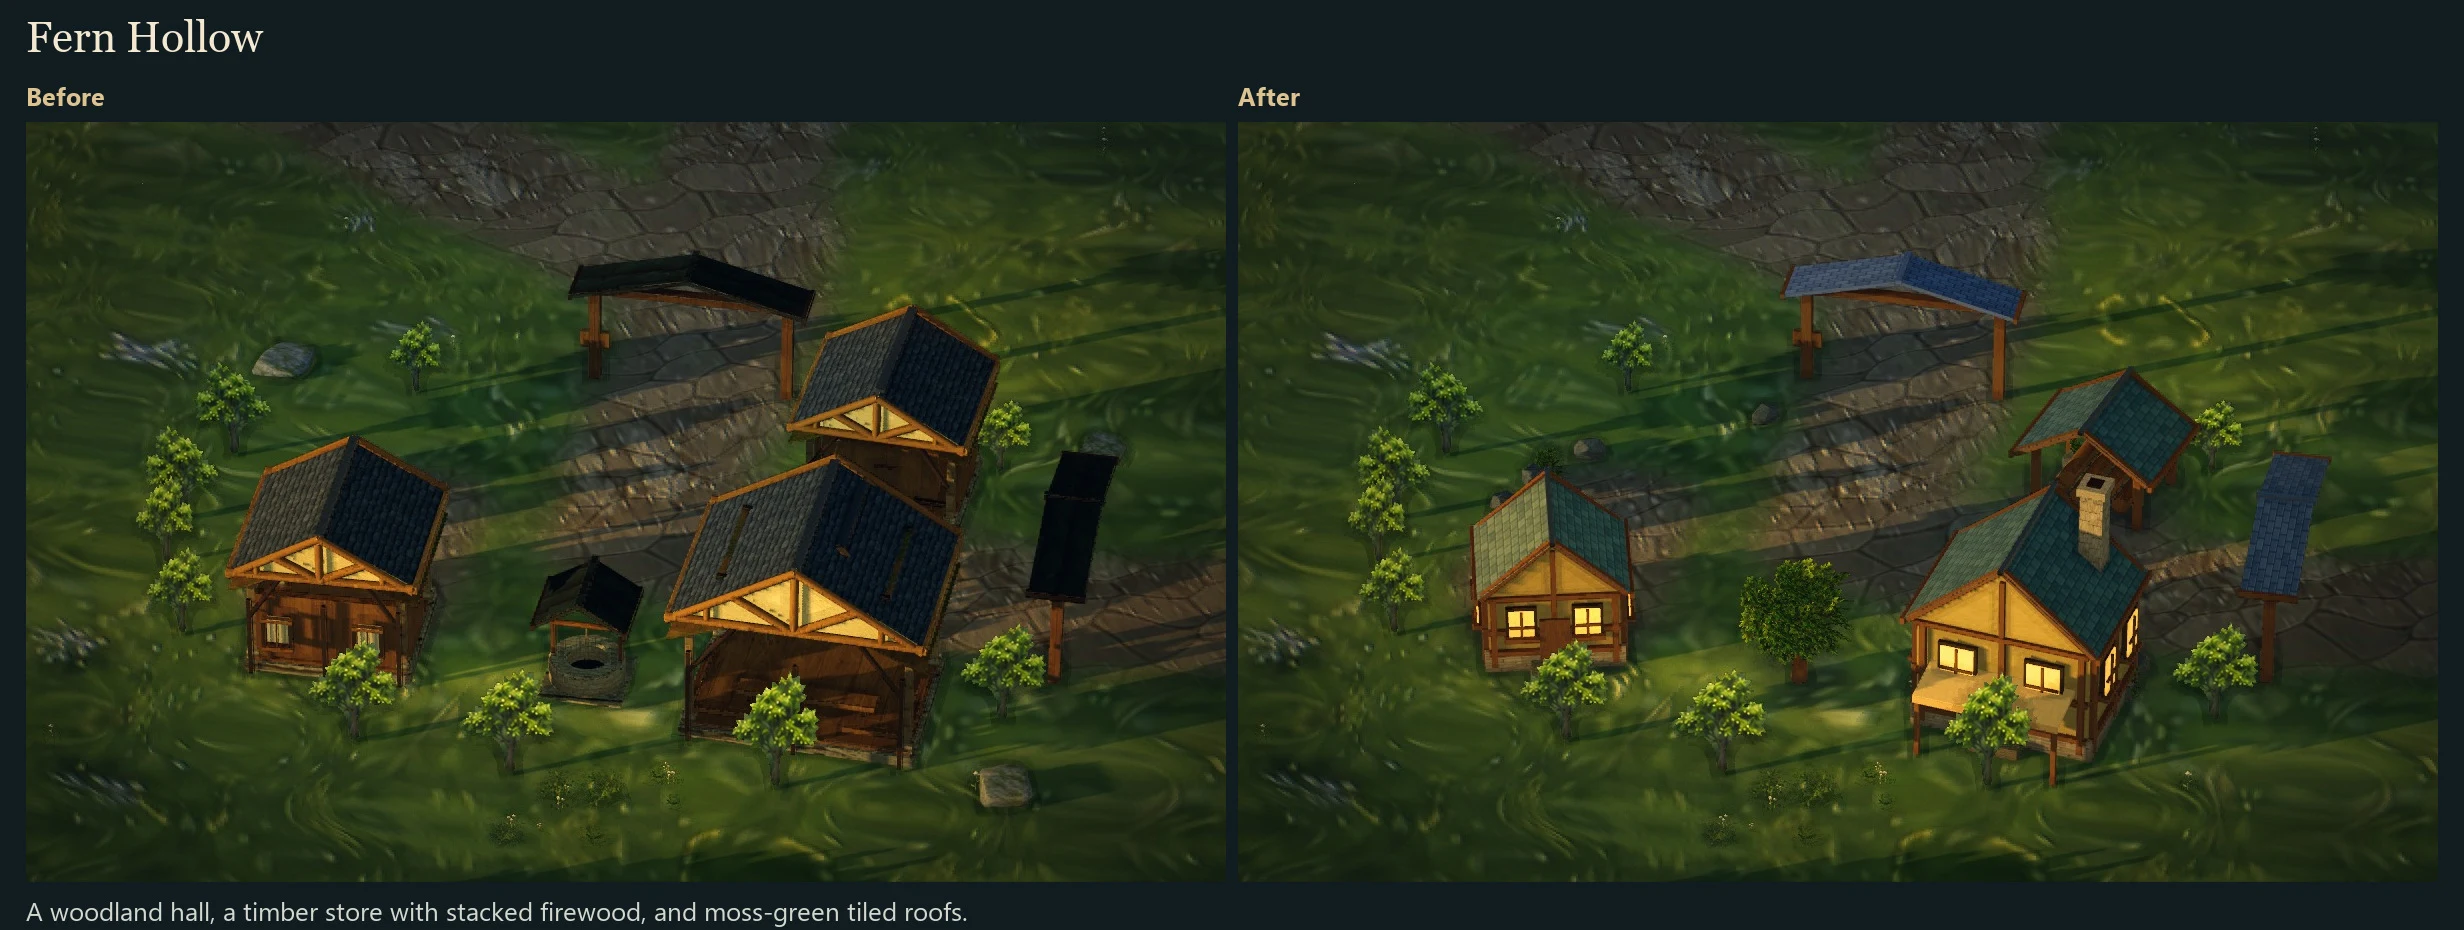 Fern Hollow
Before
After
A woodland hall, a timber store with stacked firewood, and moss-green tiled roofs.